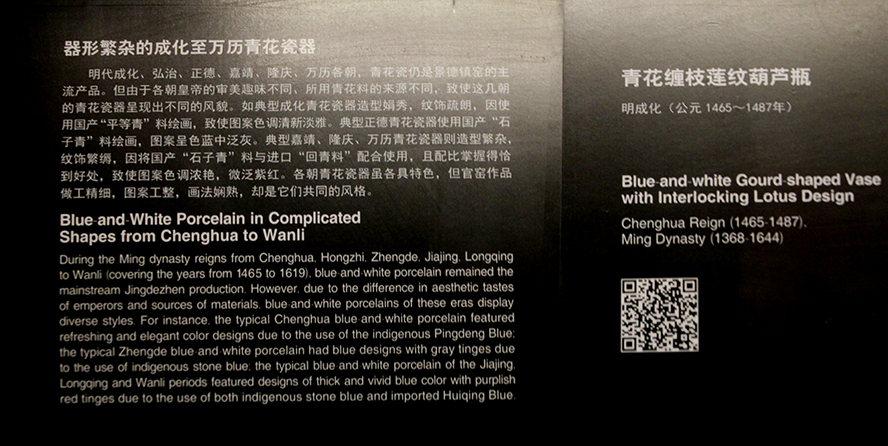 器形繁杂的成化至万历青花瓷器
明代成化、弘治、正德、嘉靖、隆庆、万历各朝，青花瓷仍是景德镇窑的主
流产品。但由于各朝皇帝的审美趣味不同、所用青花料的来源不同，致使这几朝
的青花瓷器呈现出不同的风貌。如典型成化青花瓷器造型娟秀，纹饰疏朗，因使
用国产“平等青”料绘画，致使图案色调清新淡雅。典型正德青花瓷器使用国产“石
子青”料绘画，图案呈色蓝中泛灰。典型嘉靖、隆庆、万历青花瓷器则造型繁杂，
纹饰繁缛，因将国产“石子青”料与进口“回青料”配合使用，且配比掌握得恰
到好处，致使图案色调浓艳，微泛紫红。各朝青花瓷器虽各具特色，但官窑作品
做工精细，图案工整，画法娴熟，却是它们共同的风格。
Blue-and-White Porcelain in Complicated
Shapes from Chenghua to Wanli
During the Ming dynasty reigns from Chenghua, Hongzhi, Zhengde, Jiajing, Longqing
to Wanli (covering the years from 1465 to 1619), blue-and-white porcelain remained the
mainstream Jingdezhen production. However, due to the difference in aesthetic tastes
of emperors and sources of materials, blue-and-white porcelains of these eras display
diverse styles. For instance, the typical Chenghua blue-and-white porcelain featured
refreshing and elegant color designs due to the use of the indigenous Pingdeng Blue;
the typical Zhengde blue and white porcelain had blue designs with gray tinges due
to the use of indigenous stone blue; the typical blue and white porcelain of the Jiajing,
Longqing and Wanli periods featured designs of thick and vivid blue color with purplish
red tinges due to the use of both indigenous stone blue and imported Huiqing Blue.
青花缠枝莲纹葫芦瓶
明成化（公元 1465～1487年）
Blue-and-white Gourd-shaped Vase
with Interlocking Lotus Design
Chenghua Reign (1465-1487),
Ming Dynasty (1368-1644)